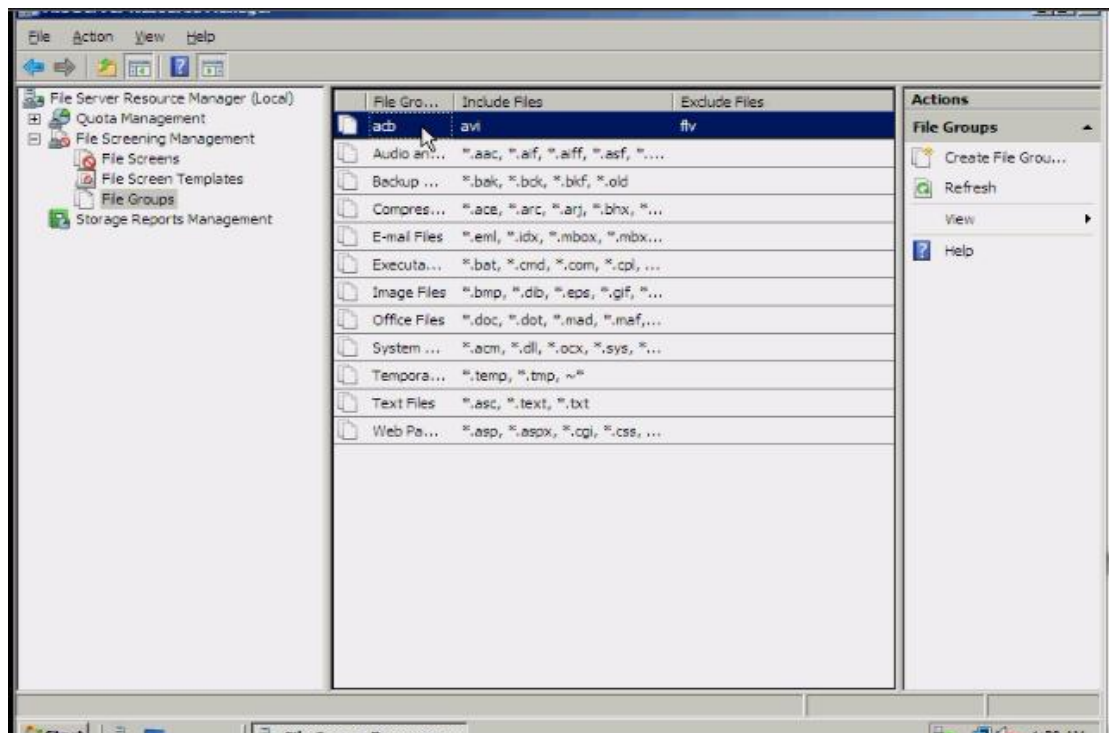 File Action View Help
File Server Resource Manager (Local)
Quota Management
File Screening Management
File Screens
File Screen Templates
File Groups
Storage Reports Management
File Gro... Include Files Exclude Files
acb avi flv
Audio an... *.aac, *.aif, *.aiff, *.asf, *....
Backup ... *.bak, *.bck, *.bkf, *.old
Compres... *.ace, *.arc, *.arj, *.bhx, *...
E-mail Files *.eml, *.idx, *.mbox, *.mbx...
Executa... *.bat, *.cmd, *.com, *.cpl, ...
Image Files *.bmp, *.dib, *.eps, *.gif, *...
Office Files *.doc, *.dot, *.mad, *.maf,...
System ... *.acm, *.dll, *.ocx, *.sys, *...
Tempora... *.temp, *.tmp, ~*
Text Files *.asc, *.text, *.txt
Web Pa... *.asp, *.aspx, *.cgi, *.css, ...
Actions
File Groups
Create File Grou...
Refresh
View
Help